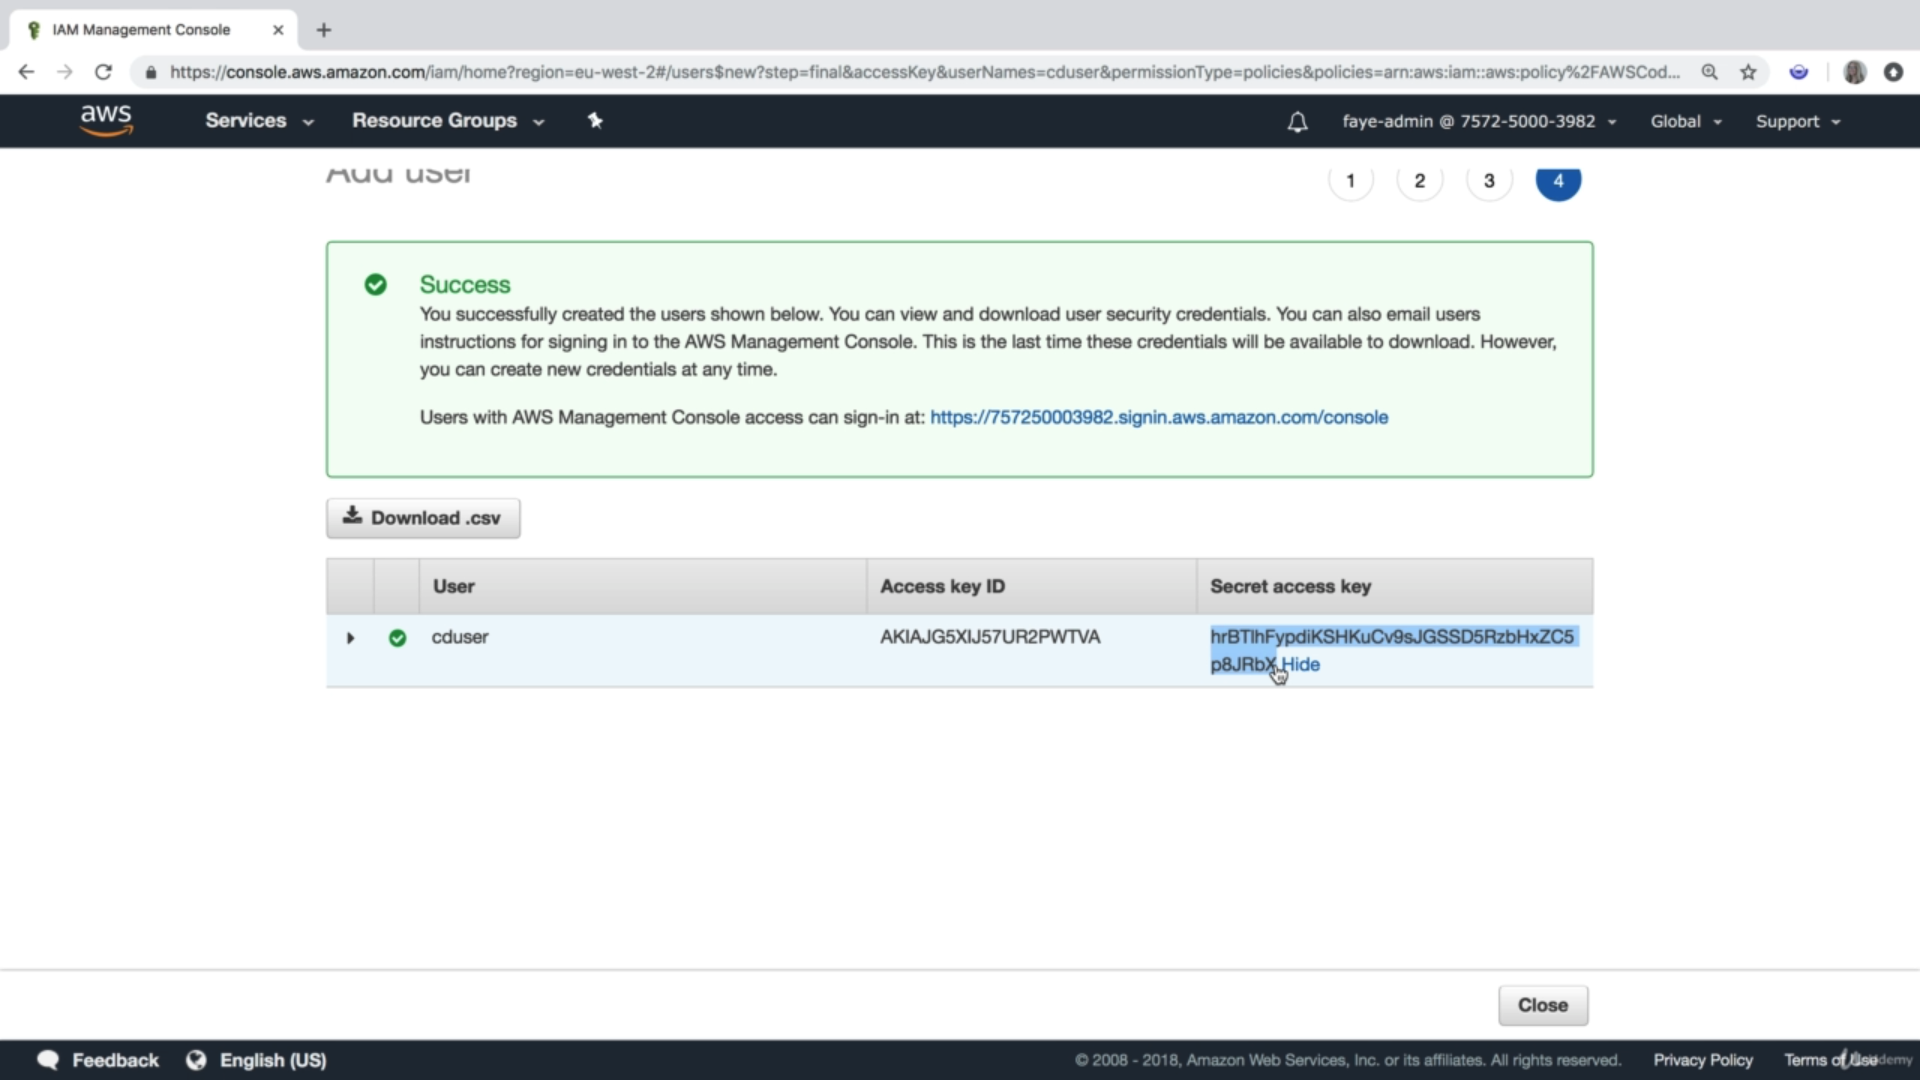 IAM Management Console
https://console.aws.amazon.com/iam/home?region=eu-west-2#/users$new?step=final&accessKey&userNames=cduser&permissionType=policies&policies=arn:aws:iam::aws:policy%2FAWSCod...
aws Services Resource Groups faye-admin @ 7572-5000-3982 Global Support
Add user 1 2 3 4
Success
You successfully created the users shown below. You can view and download user security credentials. You can also email users
instructions for signing in to the AWS Management Console. This is the last time these credentials will be available to download. However,
you can create new credentials at any time.
Users with AWS Management Console access can sign-in at: https://757250003982.signin.aws.amazon.com/console
Download .csv
User Access key ID Secret access key
cduser AKIAJG5XIJ57UR2PWTVA hrBTlhFypdiKSHKuCv9sJGSSD5RzbHxZC5
p8JRbX Hide
Close
Feedback English (US) © 2008 - 2018, Amazon Web Services, Inc. or its affiliates. All rights reserved. Privacy Policy Terms of Use